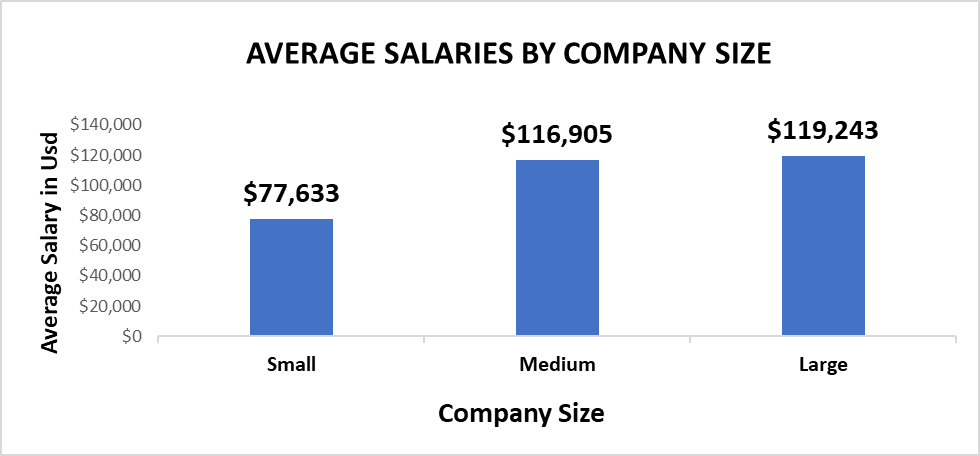 AVERAGE SALARIES BY COMPANY SIZE
Average Salary in Usd
$140,000
$120,000
$100,000
$80,000
$60,000
$40,000
$20,000
$0
$77,633
$116,905
$119,243
Small
Medium
Large
Company Size